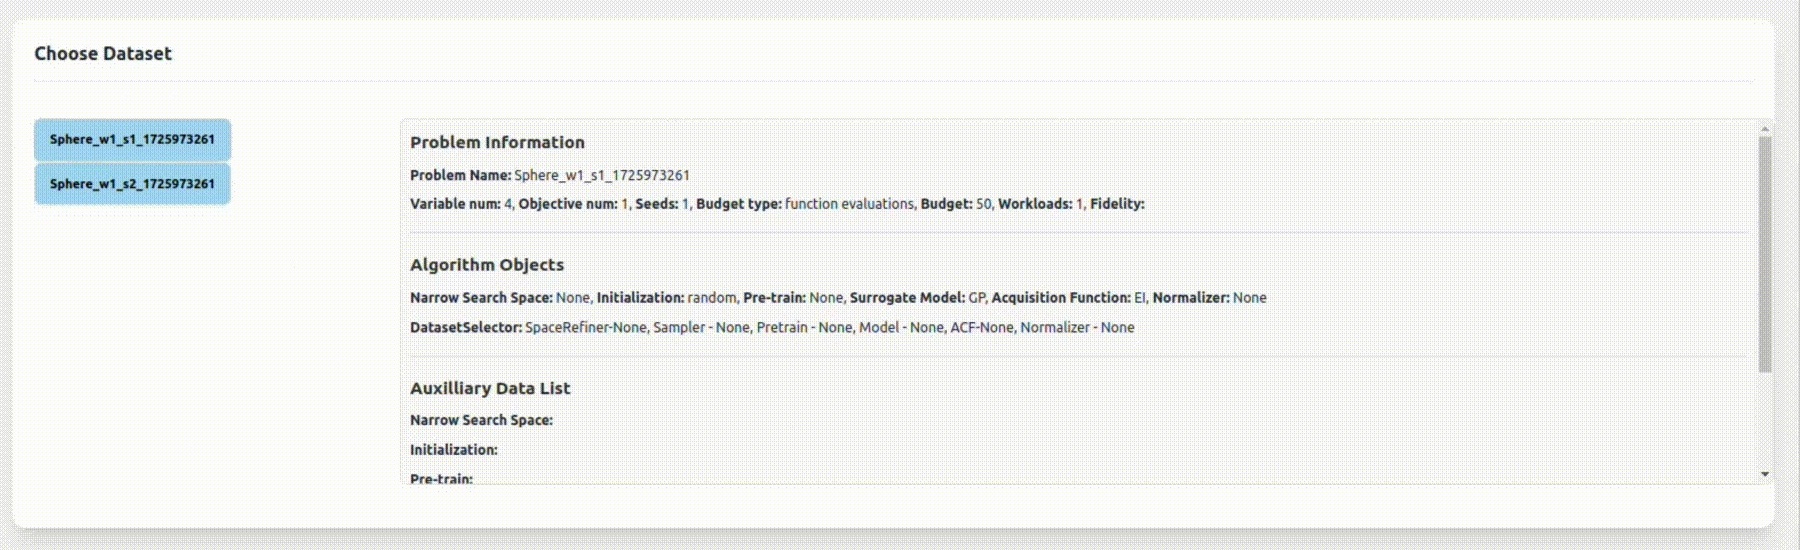 Choose Dataset
Sphere_w1_s1_1725973261
Sphere_w1_s2_1725973261
Problem Information
Problem Name: Sphere_w1_s1_1725973261
Variable num: 4, Objective num: 1, Seeds: 1, Budget type: function evaluations, Budget: 50, Workloads: 1, Fidelity:
Algorithm Objects
Narrow Search Space: None, Initialization: random, Pre-train: None, Surrogate Model: GP, Acquisition Function: EI, Normalizer: None
DatasetSelector: SpaceRefiner-None, Sampler - None, Pretrain - None, Model - None, ACF-None, Normalizer - None
Auxilliary Data List
Narrow Search Space:
Initialization:
Pre-train: